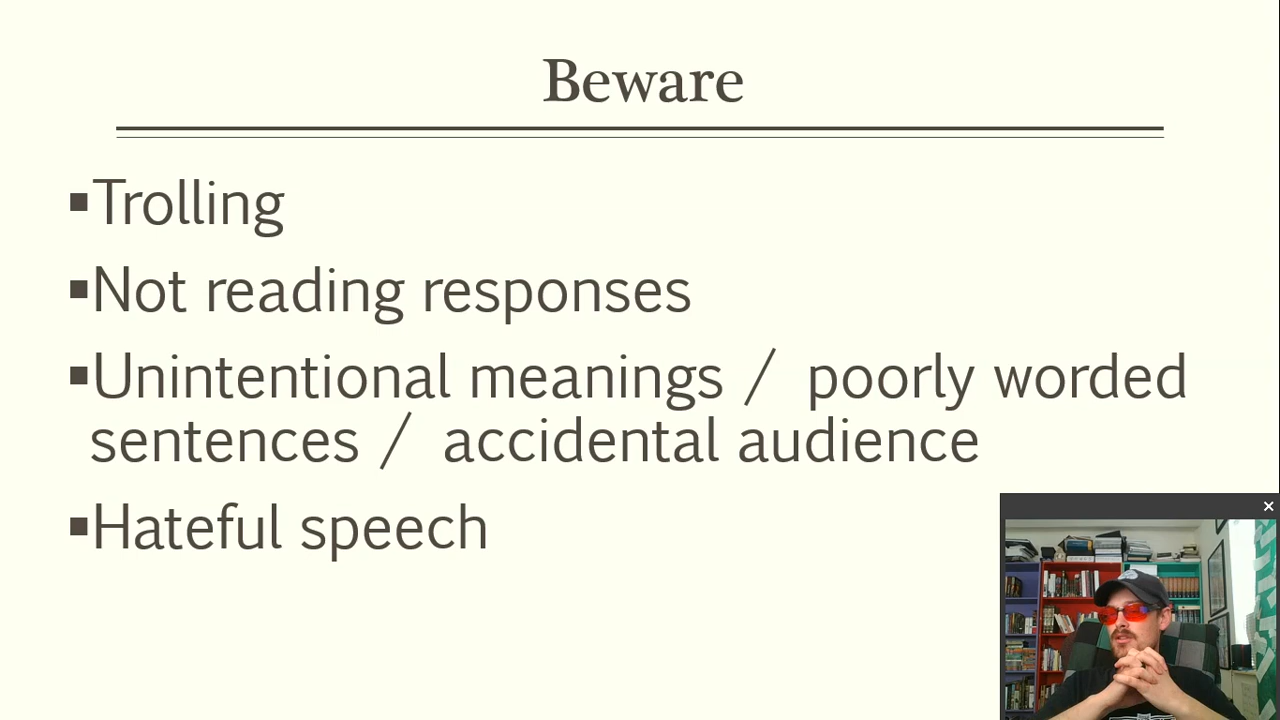 Beware
▪Trolling
▪Not reading responses
▪Unintentional meanings / poorly worded
sentences / accidental audience
▪Hateful speech